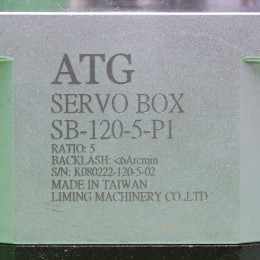 ATG
SERVO BOX
SB-120-5-P1
RATIO: 5
BACKLASH: <6Arcmin
S/N: K080222-120-5-02
MADE IN TAIWAN
LIMING MACHINERY CO.,LTD